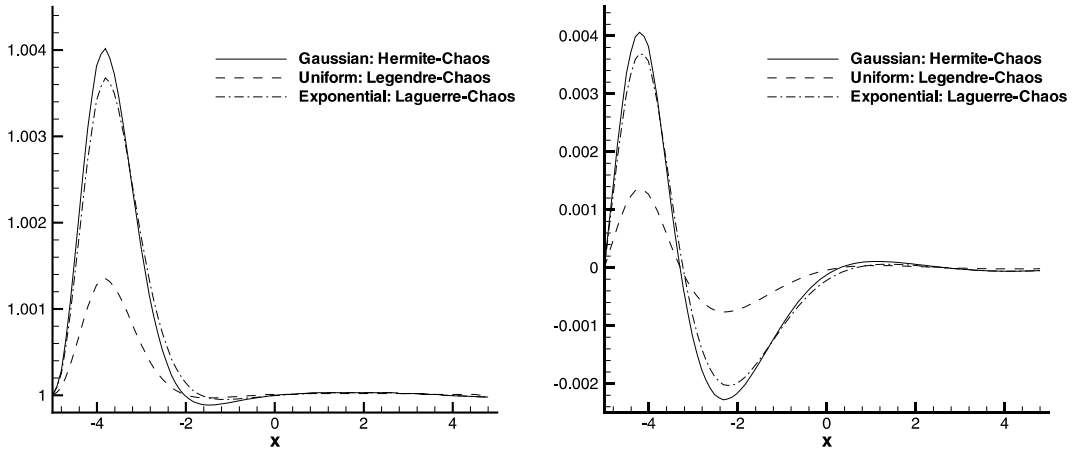 1.004
1.003
1.002
1.001
1
-4
-2
0
2
4
x
Gaussian: Hermite-Chaos
Uniform: Legendre-Chaos
Exponential: Laguerre-Chaos
0.004
0.003
0.002
0.001
0
-0.001
-0.002
-4
-2
0
2
4
x
Gaussian: Hermite-Chaos
Uniform: Legendre-Chaos
Exponential: Laguerre-Chaos